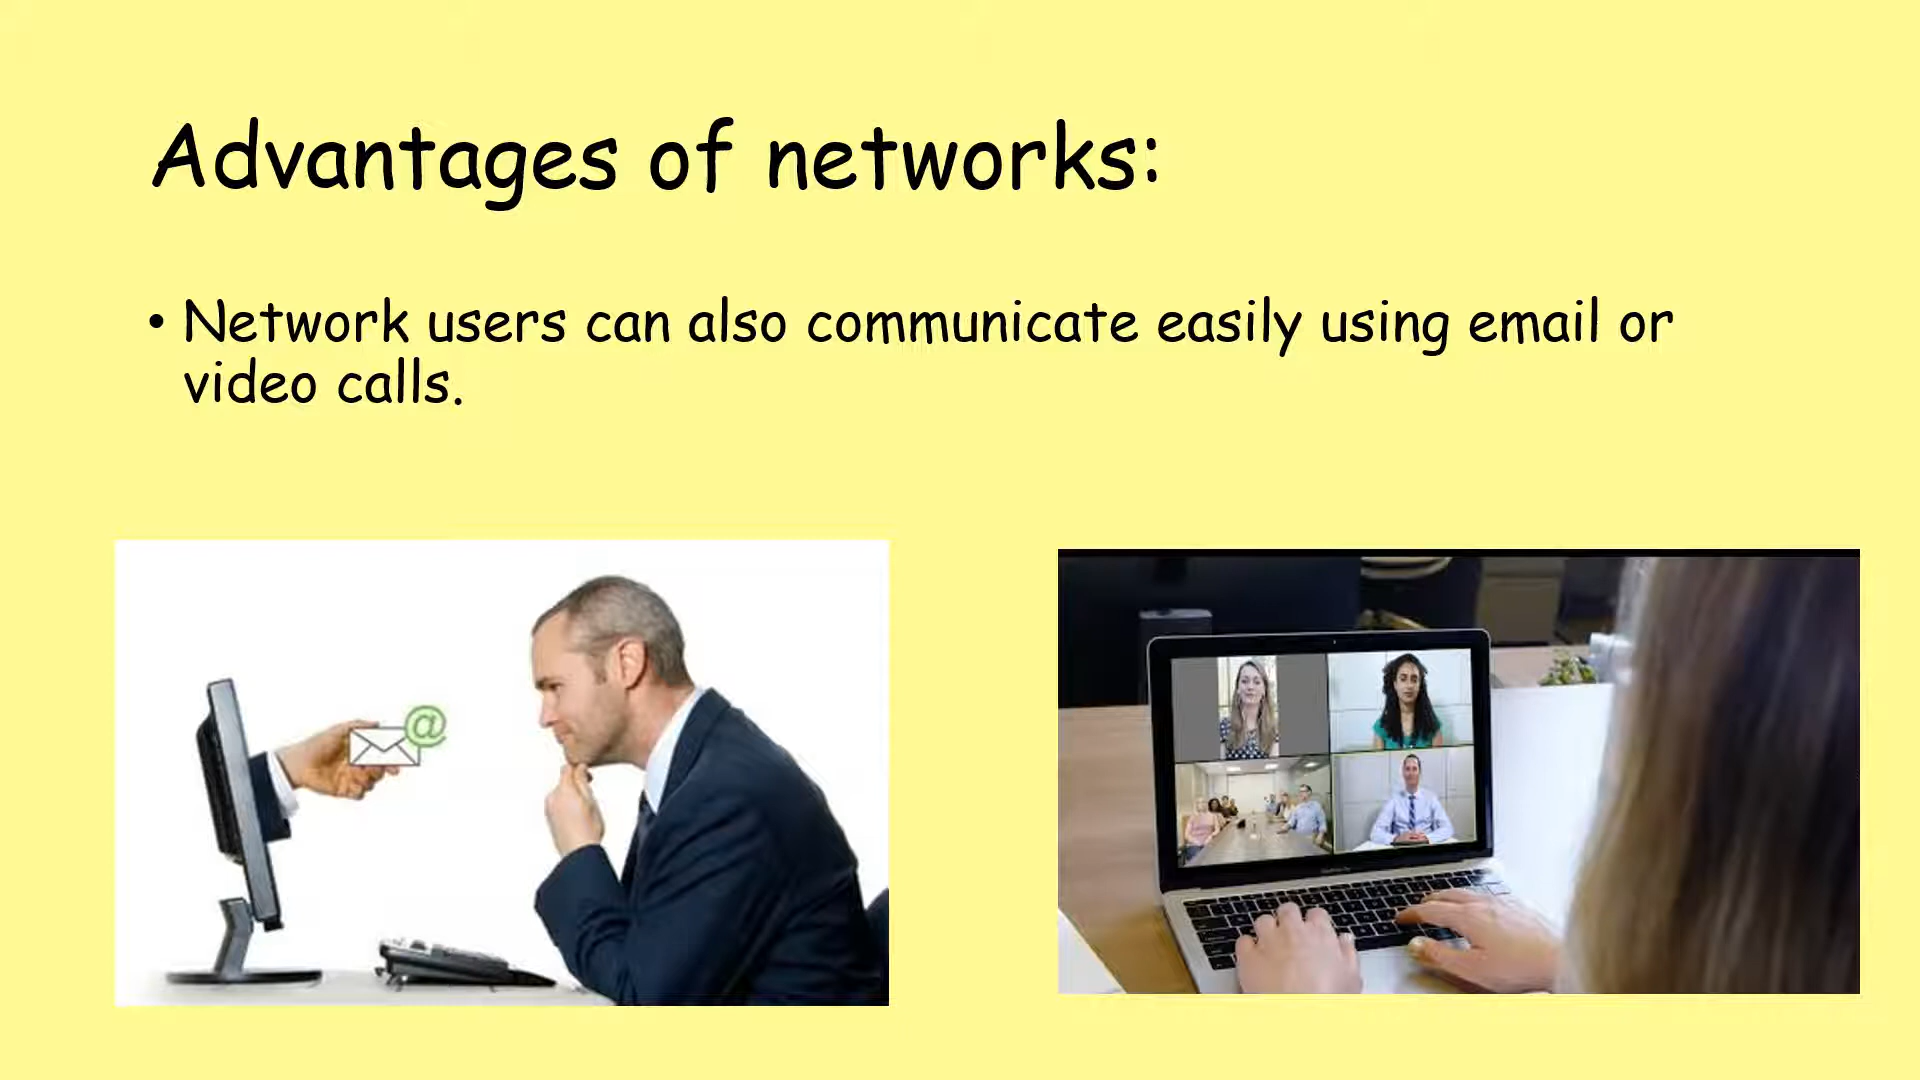 Advantages of networks:
• Network users can also communicate easily using email or
video calls.
@